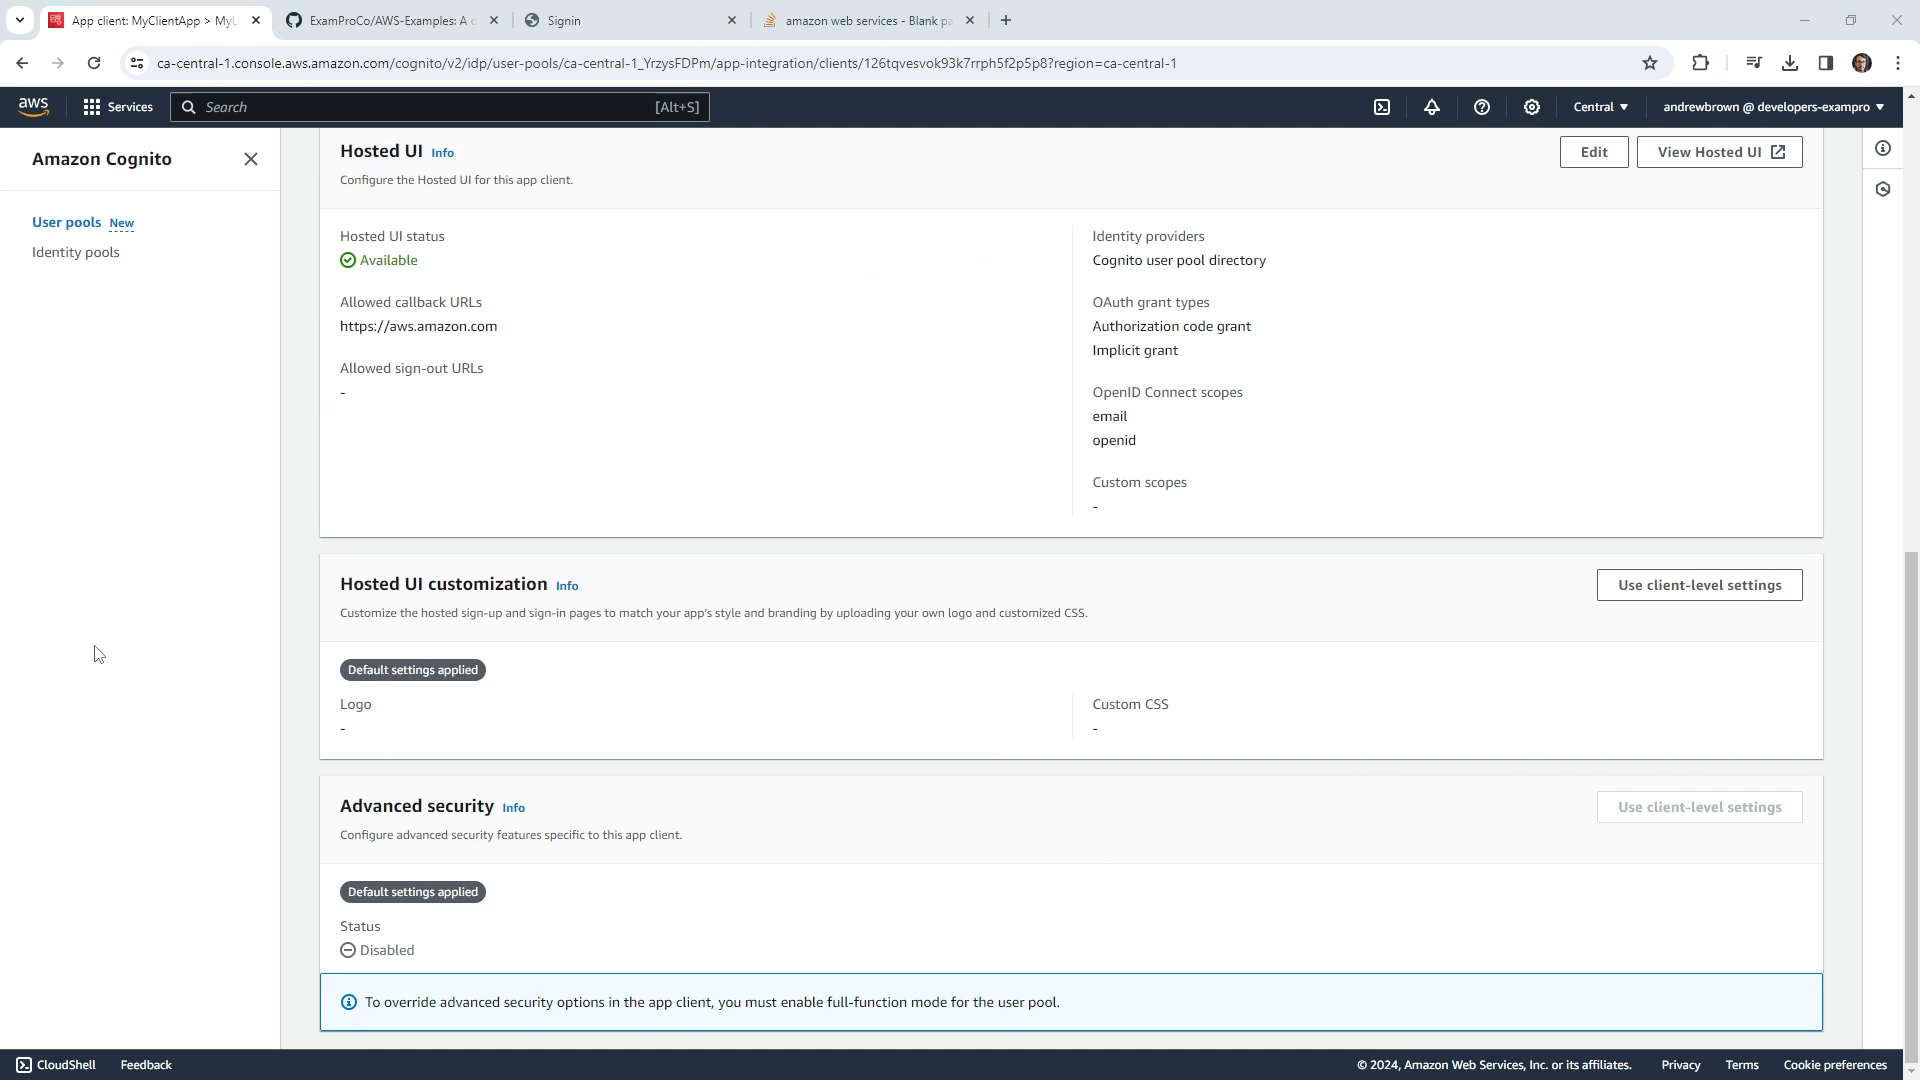 App client: MyClientApp > MyU
ExamProCo/AWS-Examples: A c
Signin
amazon web services - Blank pa
ca-central-1.console.aws.amazon.com/cognito/v2/idp/user-pools/ca-central-1_YrzysFDPm/app-integration/clients/126tqvesvok93k7rrph5f2p5p8?region=ca-central-1
aws
Services
Search
[Alt+S]
Central
andrewbrown @ developers-exampro
Amazon Cognito
User pools New
Identity pools
Hosted UI Info
Edit
View Hosted UI
Configure the Hosted UI for this app client.
Hosted UI status
Available
Allowed callback URLs
https://aws.amazon.com
Allowed sign-out URLs
-
Identity providers
Cognito user pool directory
OAuth grant types
Authorization code grant
Implicit grant
OpenID Connect scopes
email
openid
Custom scopes
-
Hosted UI customization Info
Use client-level settings
Customize the hosted sign-up and sign-in pages to match your app's style and branding by uploading your own logo and customized CSS.
Default settings applied
Logo
-
Custom CSS
-
Advanced security Info
Use client-level settings
Configure advanced security features specific to this app client.
Default settings applied
Status
Disabled
To override advanced security options in the app client, you must enable full-function mode for the user pool.
CloudShell
Feedback
© 2024, Amazon Web Services, Inc. or its affiliates.
Privacy
Terms
Cookie preferences